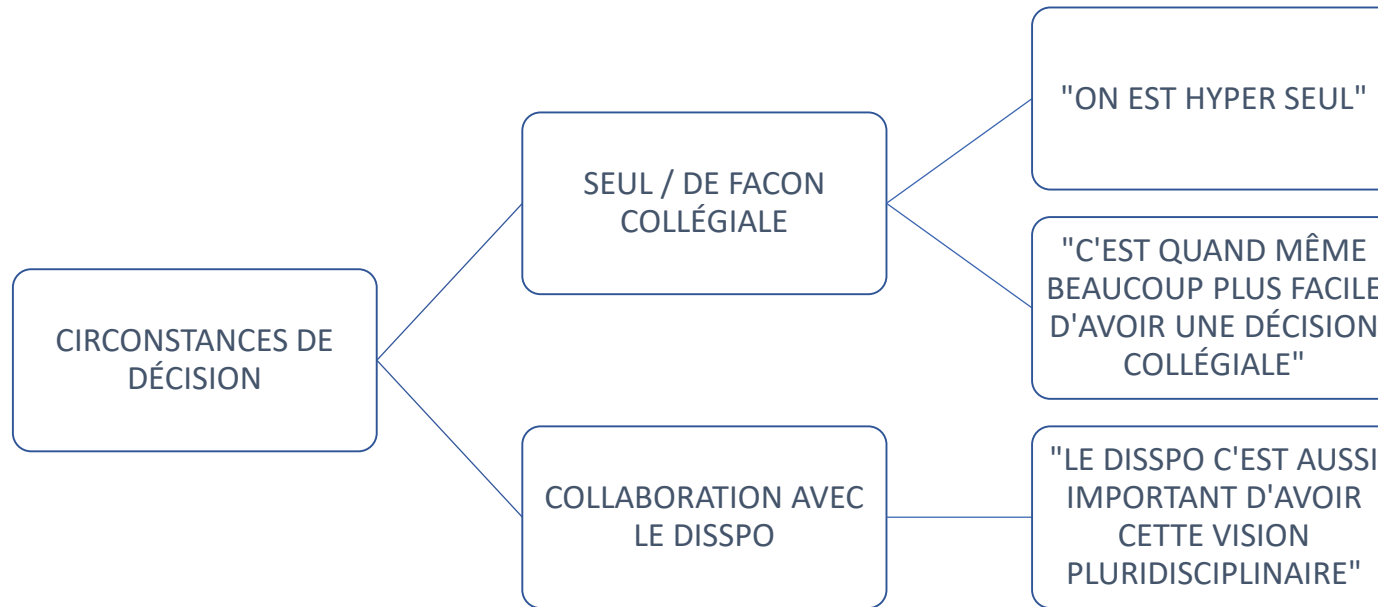 CIRCONSTANCES DE
DÉCISION
SEUL / DE FACON
COLLÉGIALE
"ON EST HYPER SEUL"
"C'EST QUAND MÊME
BEAUCOUP PLUS FACILE
D'AVOIR UNE DÉCISION
COLLÉGIALE"
COLLABORATION AVEC
LE DISSPO
"LE DISSPO C'EST AUSSI
IMPORTANT D'AVOIR
CETTE VISION
PLURIDISCIPLINAIRE"